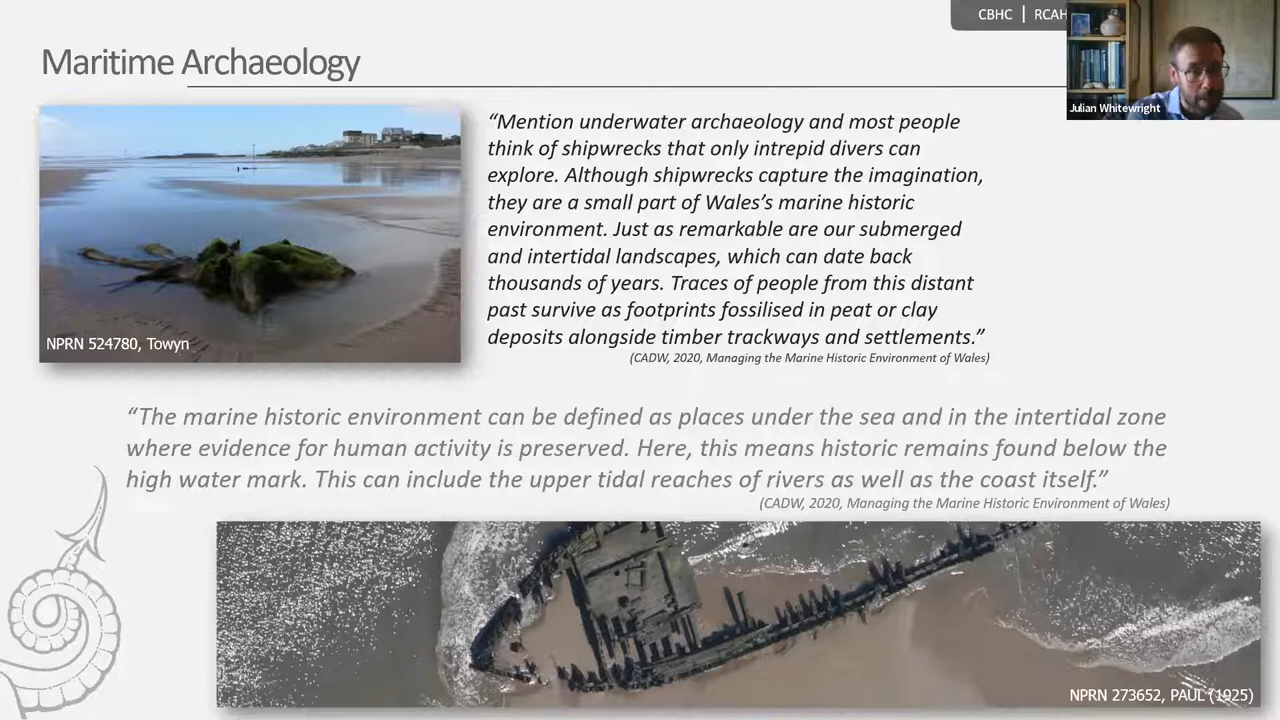 CBHC | RCAH
Maritime Archaeology
Julian Whitewright
“Mention underwater archaeology and most people
think of shipwrecks that only intrepid divers can
explore. Although shipwrecks capture the imagination,
they are a small part of Wales’s marine historic
environment. Just as remarkable are our submerged
and intertidal landscapes, which can date back
thousands of years. Traces of people from this distant
past survive as footprints fossilised in peat or clay
deposits alongside timber trackways and settlements.”
(CADW, 2020, Managing the Marine Historic Environment of Wales)
NPRN 524780, Towyn
“The marine historic environment can be defined as places under the sea and in the intertidal zone
where evidence for human activity is preserved. Here, this means historic remains found below the
high water mark. This can include the upper tidal reaches of rivers as well as the coast itself.”
(CADW, 2020, Managing the Marine Historic Environment of Wales)
NPRN 273652, PAUL (1925)